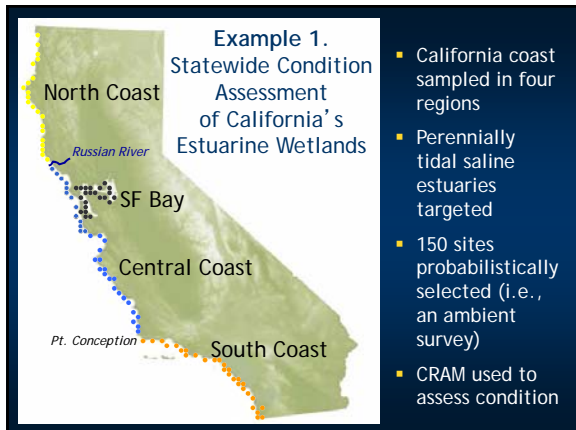 Example 1.
Statewide Condition
Assessment
of California's
Estuarine Wetlands
North Coast
Russian River
SF Bay
Central Coast
Pt. Conception
South Coast
▪ California coast
sampled in four
regions
▪ Perennially
tidal saline
estuaries
targeted
▪ 150 sites
probabilistically
selected (i.e.,
an ambient
survey)
▪ CRAM used to
assess condition